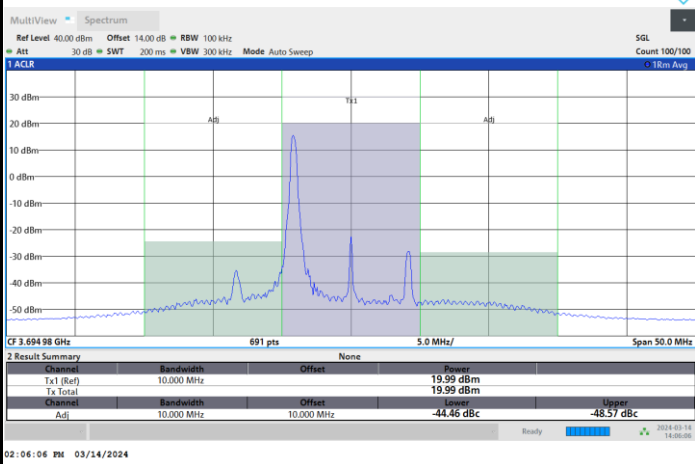 MultiView Spectrum
Ref Level 40.00 dBm Offset 14.00 dB RBW 100 kHz SGL
Att 30 dB SWT 200 ms VBW 300 kHz Mode Auto Sweep Count 100/100
1 ACLR 1Rm Avg
30 dBm
Tx1
20 dBm
Adj Adj
10 dBm
0 dBm
-10 dBm
-20 dBm
-30 dBm
-40 dBm
-50 dBm
CF 3.694 98 GHz 691 pts 5.0 MHz/ Span 50.0 MHz
2 Result Summary None
Channel Bandwidth Offset Power
Tx1 (Ref) 10.000 MHz 19.99 dBm
Tx Total 19.99 dBm
Channel Bandwidth Offset Lower Upper
Adj 10.000 MHz 10.000 MHz -44.46 dBc -48.57 dBc
Ready 2024-03-14
14:06:06
02:06:06 PM 03/14/2024